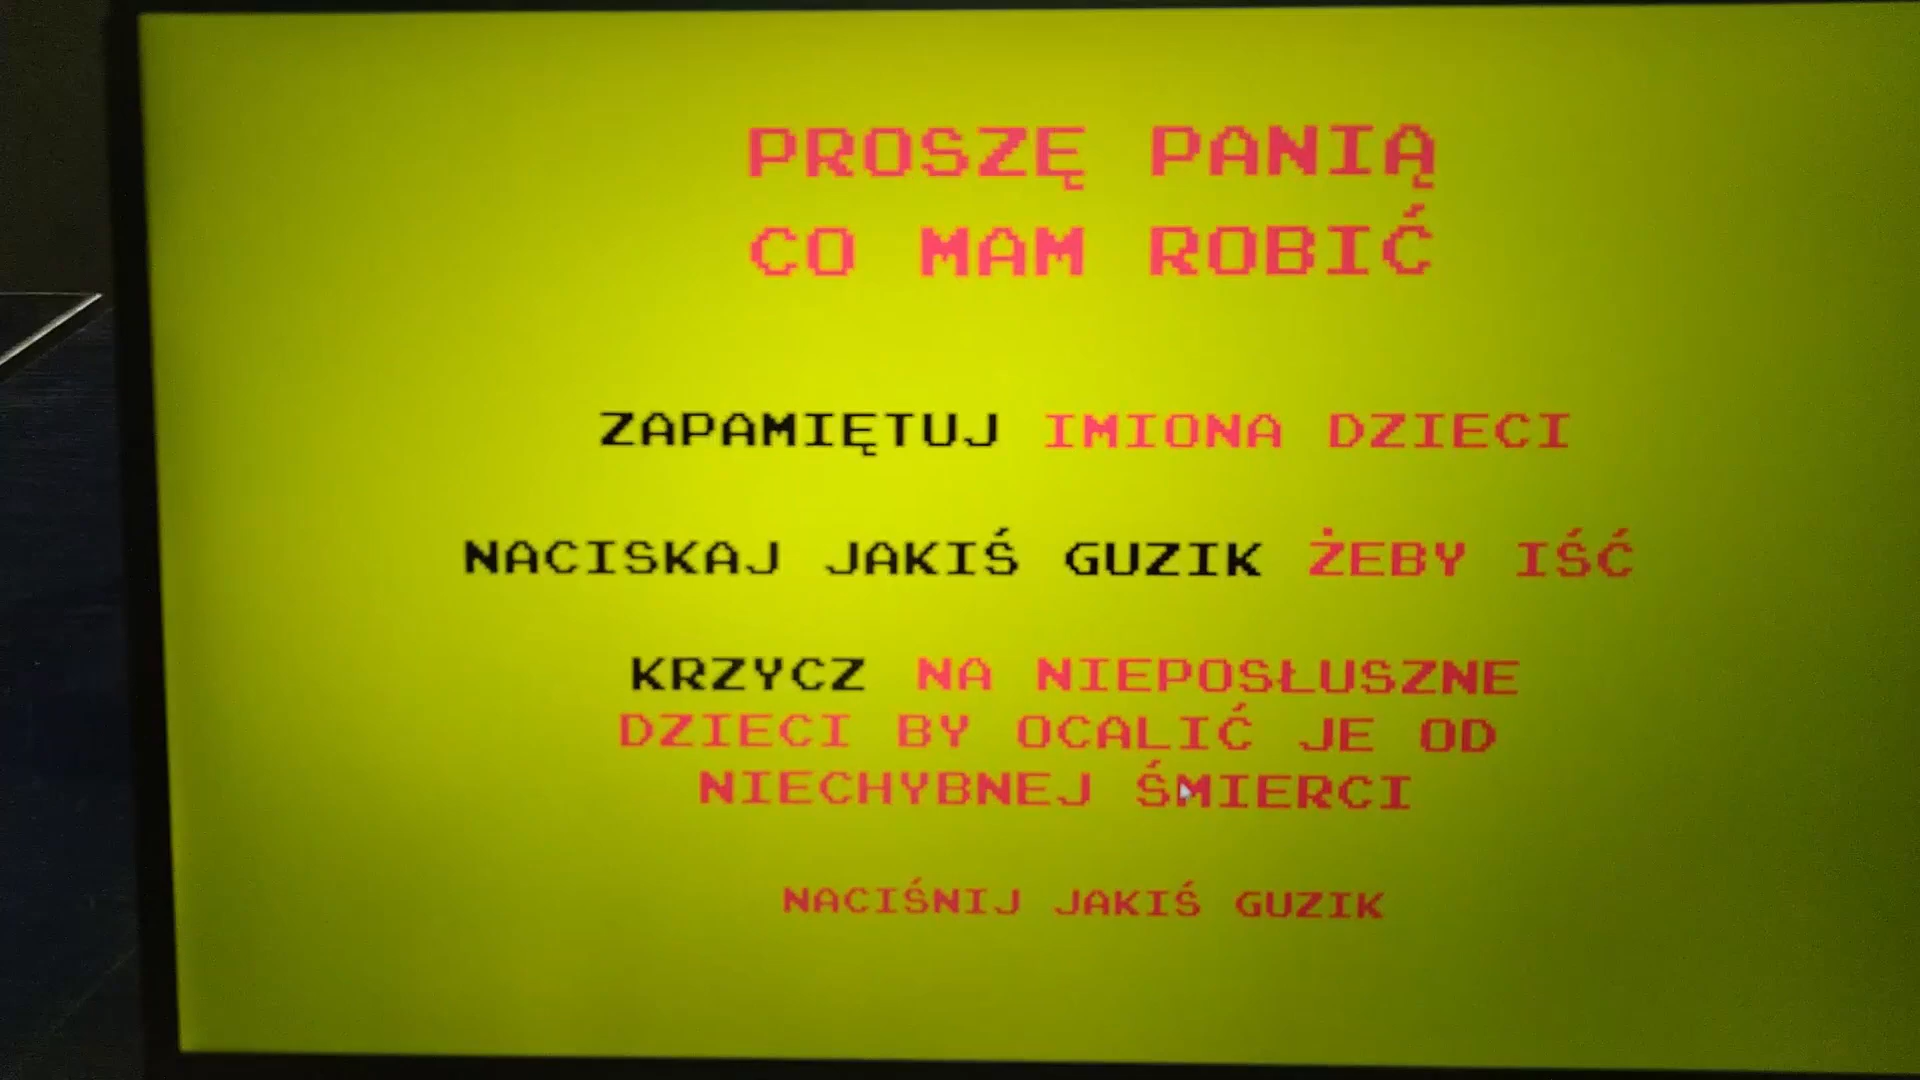 PROSZĘ PANIĄ
CO MAM ROBIĆ
ZAPAMIĘTUJ IMIONA DZIECI
NACISKAJ JAKIŚ GUZIK ŻEBY IŚĆ
KRZYCZ NA NIEPOSŁUSZNE
DZIECI BY OCALIĆ JE OD
NIECHYBNEJ ŚMIERCI
NACIŚNIJ JAKIŚ GUZIK